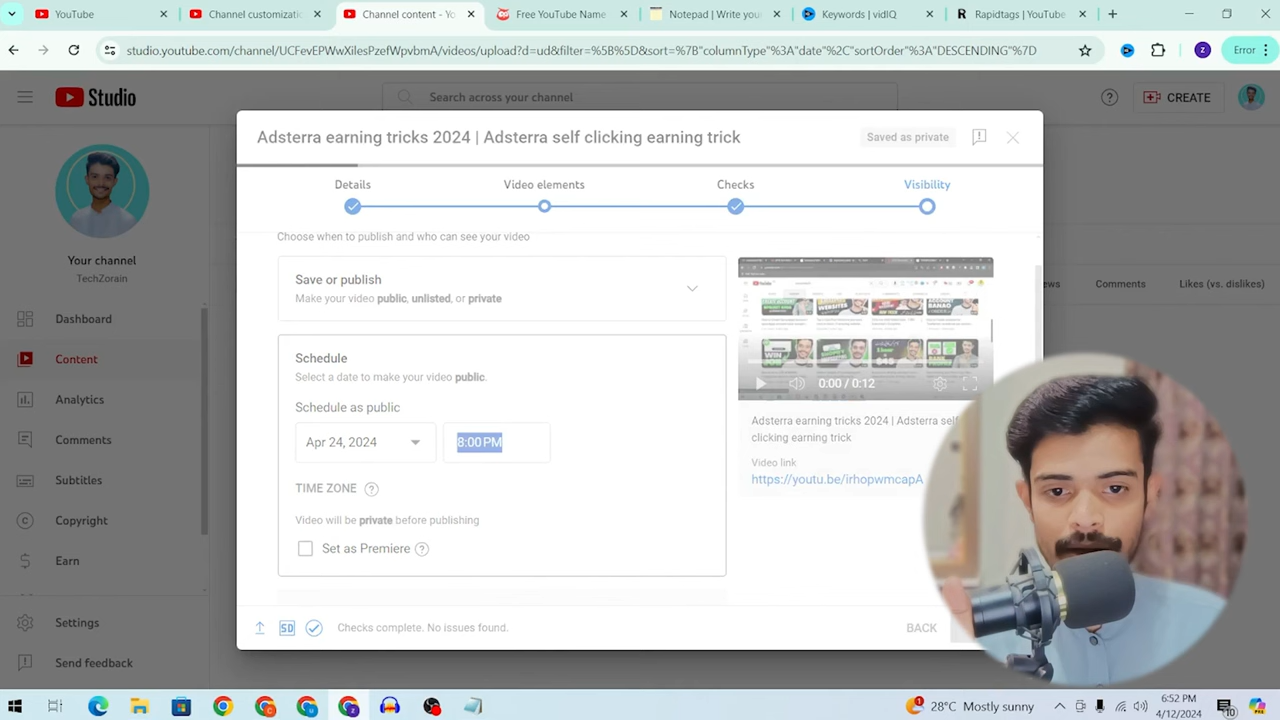 YouTube
Channel customizatio
Channel content - Yo
Free YouTube Name
Notepad | Write your
Keywords | vidIQ
Rapidtags | YouTube
studio.youtube.com/channel/UCFevEPWwXilesPzefWpvbmA/videos/upload?d=ud&filter=%5B%5D&sort=%7B"columnType"%3A"date"%2C"sortOrder"%3A"DESCENDING"%7D
Error
Studio
Search across your channel
CREATE
Adsterra earning tricks 2024 | Adsterra self clicking earning trick
Saved as private
Details
Video elements
Checks
Visibility
Choose when to publish and who can see your video
Save or publish
Make your video public, unlisted, or private
Schedule
Select a date to make your video public.
Schedule as public
Apr 24, 2024
8:00 PM
TIME ZONE
Video will be private before publishing
Set as Premiere
0:00 / 0:12
Adsterra earning tricks 2024 | Adsterra self
clicking earning trick
Video link
https://youtu.be/irhopwmcapA
SD
Checks complete. No issues found.
BACK
Your channel
TechZorain
Dashboard
Content
Analytics
Comments
Subtitles
Copyright
Earn
Settings
Send feedback
ews
Comments
Likes (vs. dislikes)
28°C Mostly sunny
6:52 PM
4/12/2024
10